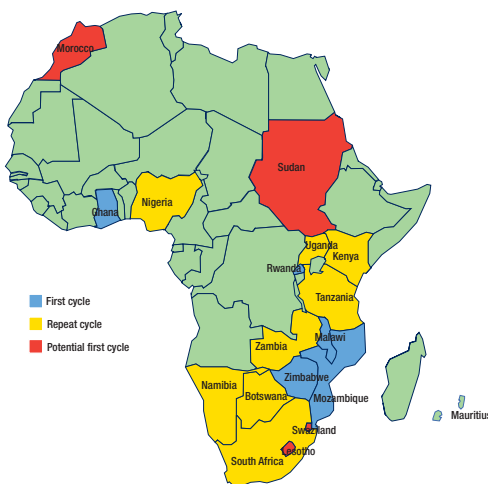 Morocco
Sudan
Ghana
Nigeria
Uganda
Kenya
Rwanda
Tanzania
First cycle
Repeat cycle
Potential first cycle
Malawi
Zambia
Zimbabwe
Namibia
Botswana
Mozambique
Mauritius
Swaziland
Lesotho
South Africa